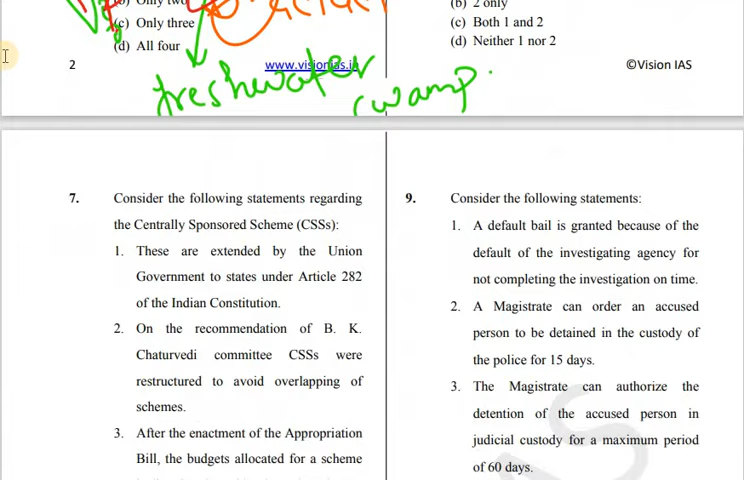 (b) Only two
(c) Only three
(d) All four
2
www.visionias.in
freshwater
swamp.
(b) 2 only
(c) Both 1 and 2
(d) Neither 1 nor 2
©Vision IAS
7. Consider the following statements regarding
the Centrally Sponsored Scheme (CSSs):
1. These are extended by the Union
Government to states under Article 282
of the Indian Constitution.
2. On the recommendation of B. K.
Chaturvedi committee CSSs were
restructured to avoid overlapping of
schemes.
3. After the enactment of the Appropriation
Bill, the budgets allocated for a scheme
9. Consider the following statements:
1. A default bail is granted because of the
default of the investigating agency for
not completing the investigation on time.
2. A Magistrate can order an accused
person to be detained in the custody of
the police for 15 days.
3. The Magistrate can authorize the
detention of the accused person in
judicial custody for a maximum period
of 60 days.